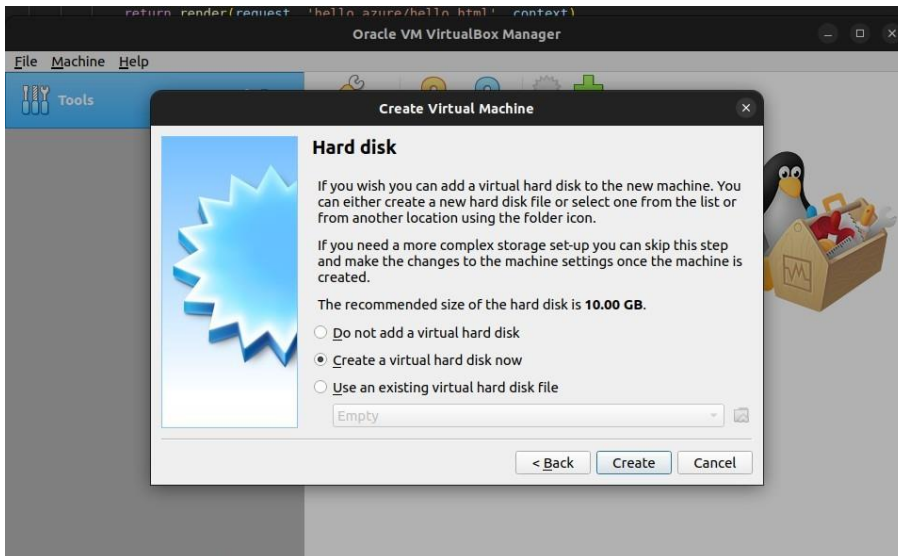 return render(request, 'hello_azure/hello.html', context)
Oracle VM VirtualBox Manager
File Machine Help
Tools
Create Virtual Machine
Hard disk
If you wish you can add a virtual hard disk to the new machine. You
can either create a new hard disk file or select one from the list or
from another location using the folder icon.
If you need a more complex storage set-up you can skip this step
and make the changes to the machine settings once the machine is
created.
The recommended size of the hard disk is 10.00 GB.
Do not add a virtual hard disk
Create a virtual hard disk now
Use an existing virtual hard disk file
Empty
< Back Create Cancel